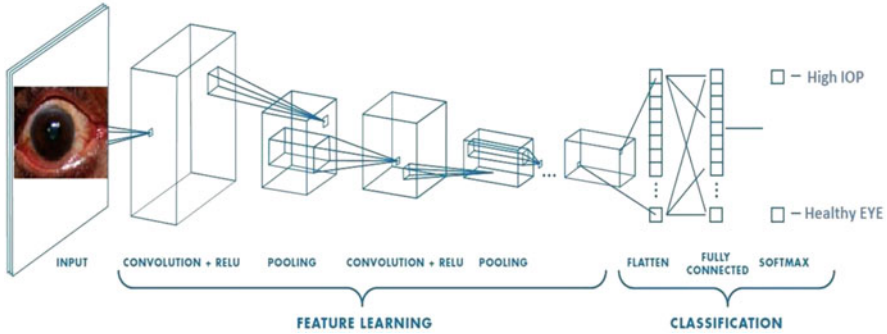 High IOP
Healthy EYE
INPUT
CONVOLUTION + RELU
POOLING
CONVOLUTION + RELU
POOLING
...
FLATTEN
FULLY
CONNECTED
SOFTMAX
FEATURE LEARNING
CLASSIFICATION